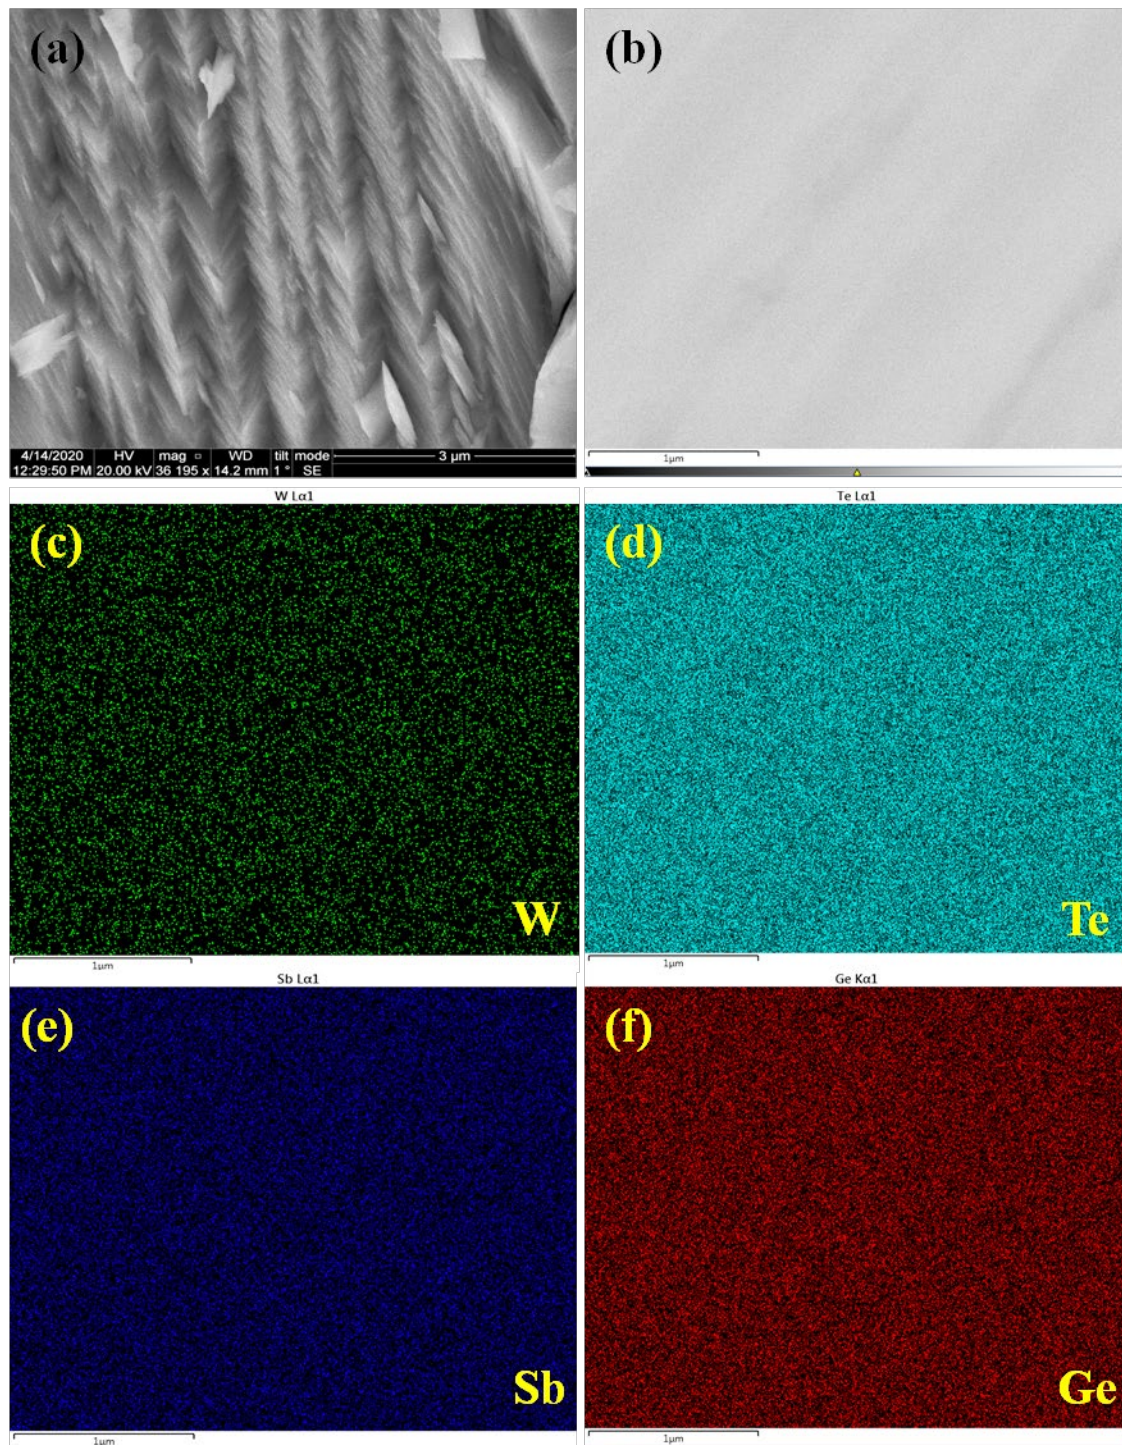 (a)
(b)
4/14/2020 HV mag □ WD tilt mode 3 µm
12:29:50 PM 20.00 kV 36 195 x 14.2 mm 1 ° SE
1µm
W Lα1
Te Lα1
(c)
(d)
W
Te
1µm
1µm
Sb Lα1
Ge Kα1
(e)
(f)
Sb
Ge
1µm
1µm